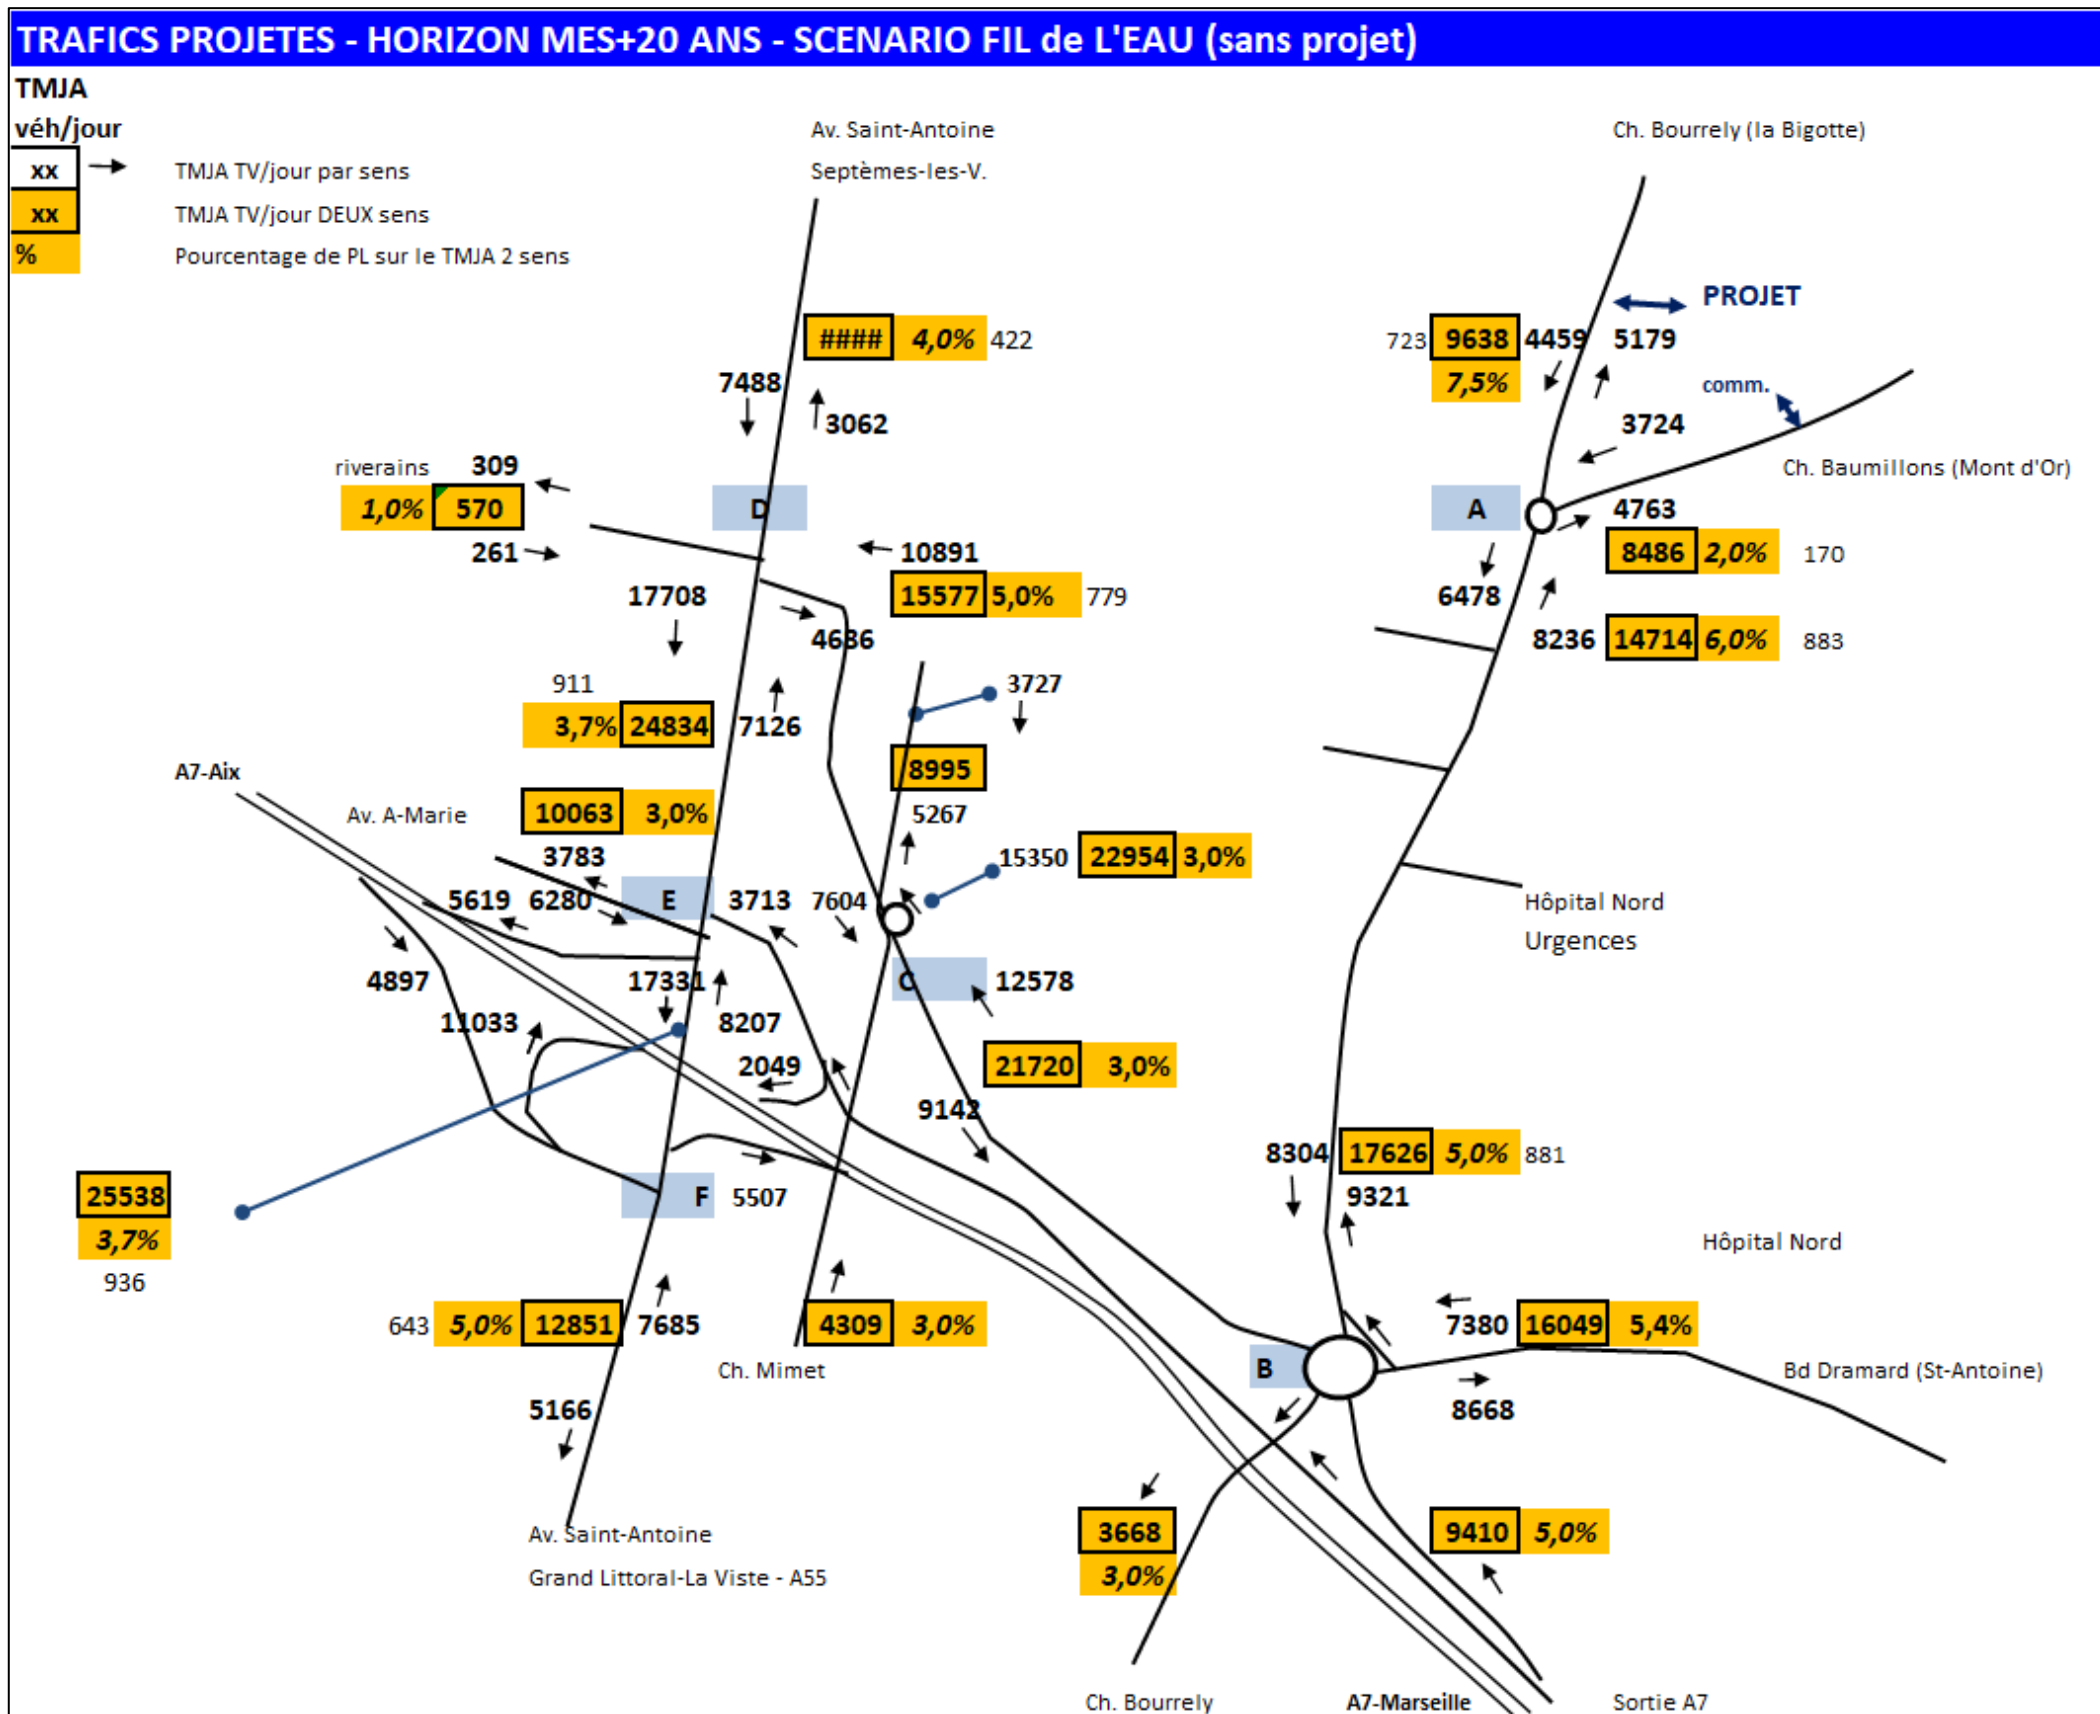 TRAFICS PROJETES - HORIZON MES+20 ANS - SCENARIO FIL de L'EAU (sans projet)
TMJA
véh/jour
xx TMJA TV/jour par sens
xx TMJA TV/jour DEUX sens
% Pourcentage de PL sur le TMJA 2 sens
Av. Saint-Antoine
Septèmes-les-V.
Ch. Bourrely (la Bigotte)
PROJET
#### 4,0% 422
723 9638 4459 5179
7,5%
7488
3062
comm.
3724
riverains 309
Ch. Baumillons (Mont d'Or)
1,0% 570
D
A
4763
261
10891
8486 2,0% 170
17708
15577 5,0% 779
6478
4686
8236 14714 6,0% 883
911
3727
3,7% 24834 7126
8995
A7-Aix
Av. A-Marie
10063 3,0%
5267
3783
15350 22954 3,0%
5619 6280
E
3713 7604
Hôpital Nord
Urgences
4897
17331
C
12578
11033
8207
2049
21720 3,0%
9142
8304 17626 5,0% 881
25538
F
5507
9321
3,7%
Hôpital Nord
936
643 5,0% 12851 7685
4309 3,0%
7380 16049 5,4%
Ch. Mimet
B
Bd Dramard (St-Antoine)
5166
8668
Av. Saint-Antoine
3668
9410 5,0%
Grand Littoral-La Viste - A55
3,0%
Ch. Bourrely
A7-Marseille
Sortie A7